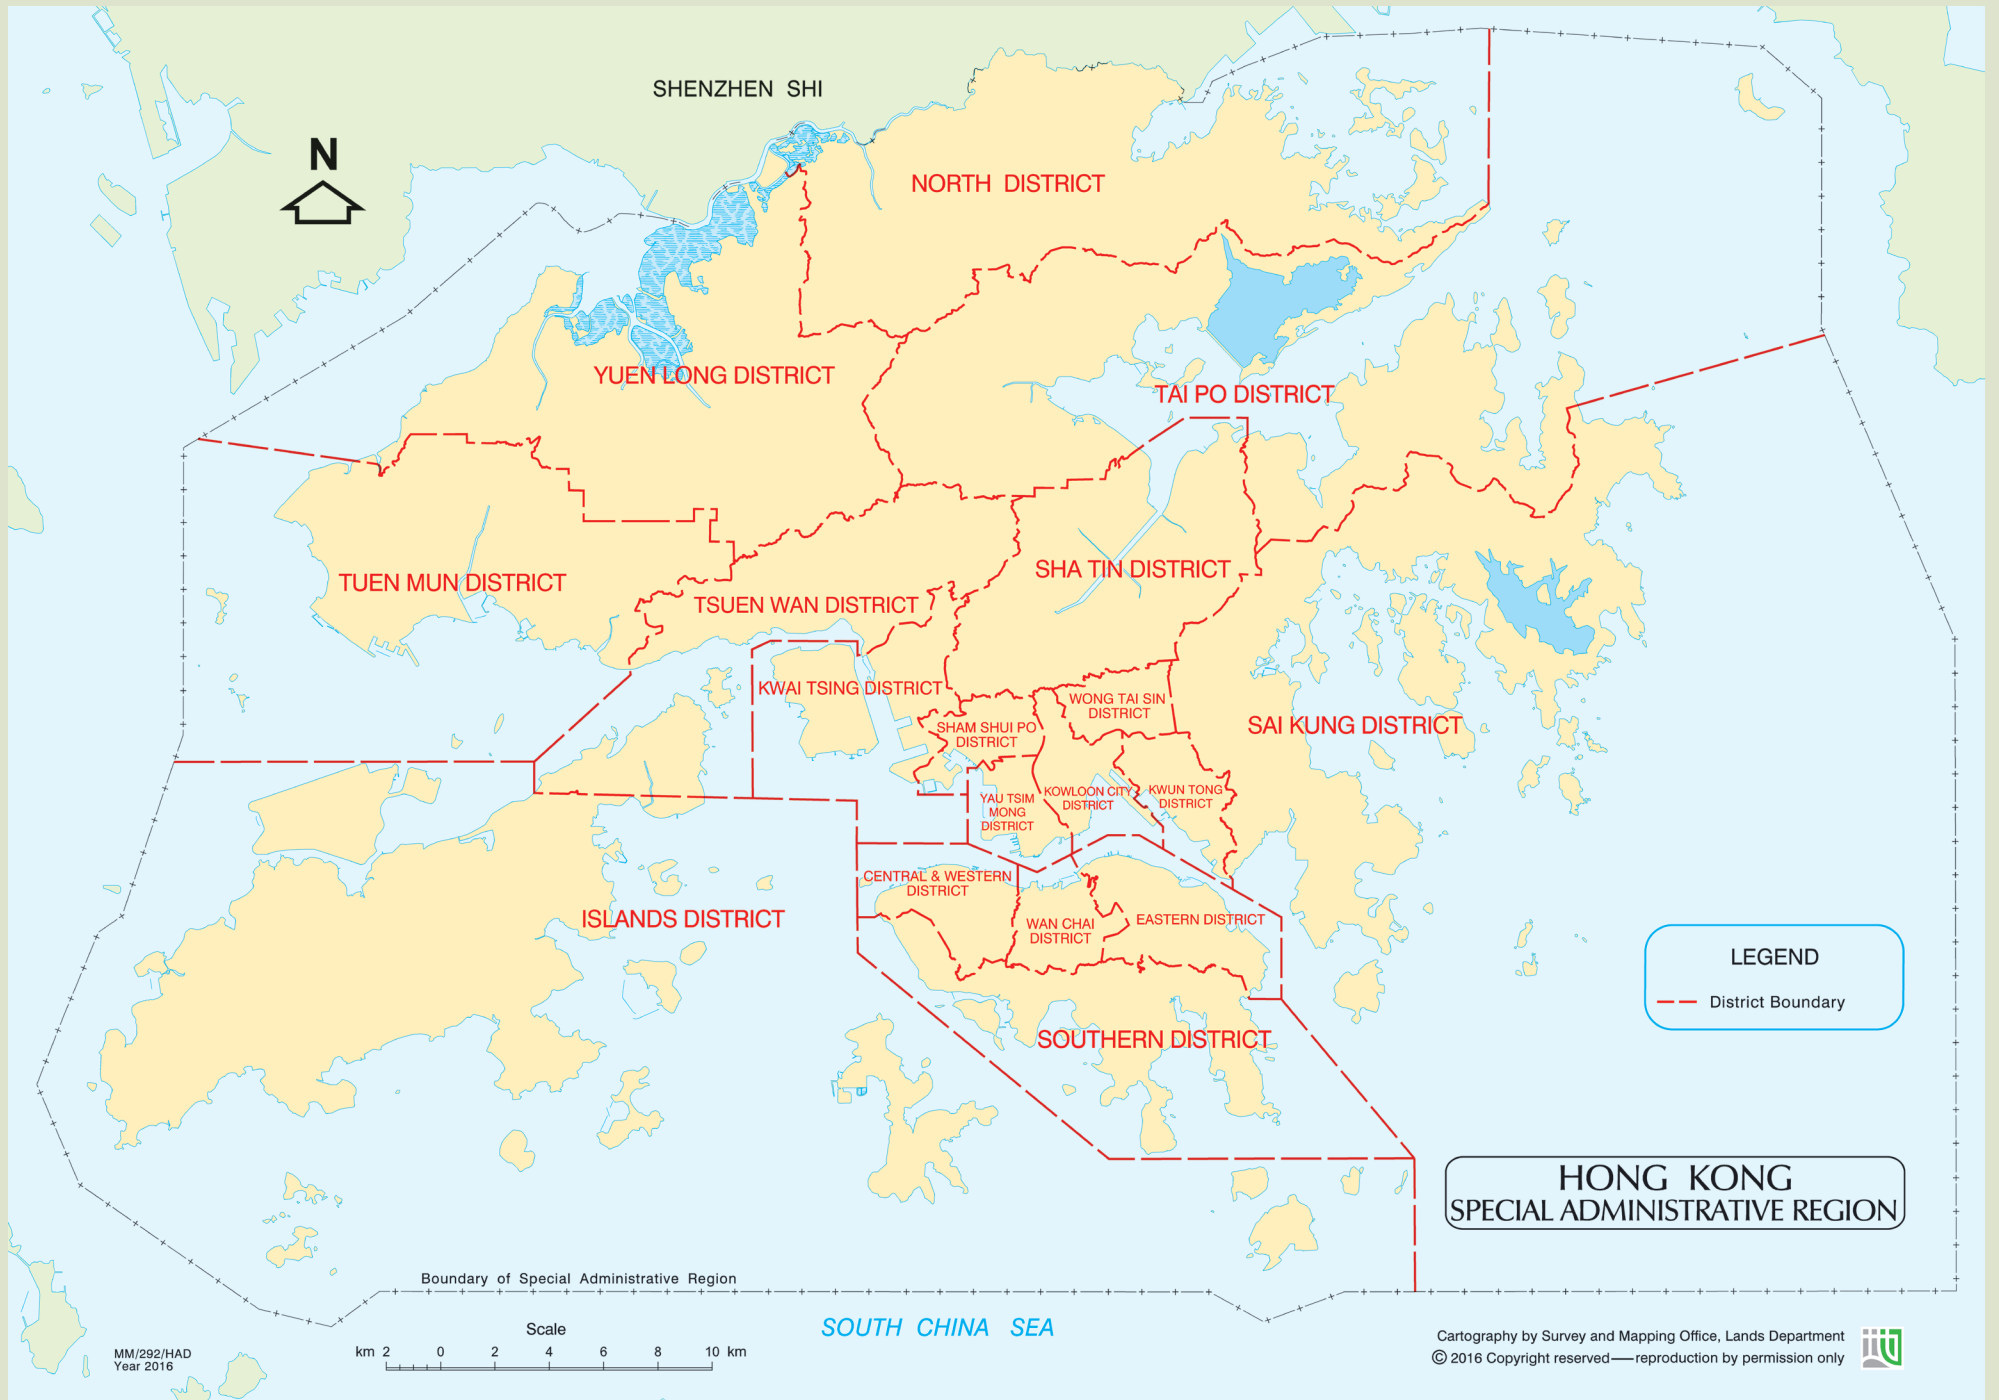 SHENZHEN SHI
N
NORTH DISTRICT
YUEN LONG DISTRICT
TAI PO DISTRICT
TUEN MUN DISTRICT
SHA TIN DISTRICT
TSUEN WAN DISTRICT
KWAI TSING DISTRICT
WONG TAI SIN
DISTRICT
SHAM SHUI PO
DISTRICT
SAI KUNG DISTRICT
YAU TSIM
MONG
DISTRICT
KOWLOON CITY
DISTRICT
KWUN TONG
DISTRICT
CENTRAL & WESTERN
DISTRICT
ISLANDS DISTRICT
WAN CHAI
DISTRICT
EASTERN DISTRICT
SOUTHERN DISTRICT
LEGEND
District Boundary
HONG KONG
SPECIAL ADMINISTRATIVE REGION
Boundary of Special Administrative Region
SOUTH CHINA SEA
Scale
km 2 0 2 4 6 8 10 km
MM/292/HAD
Year 2016
Cartography by Survey and Mapping Office, Lands Department
© 2016 Copyright reserved — reproduction by permission only